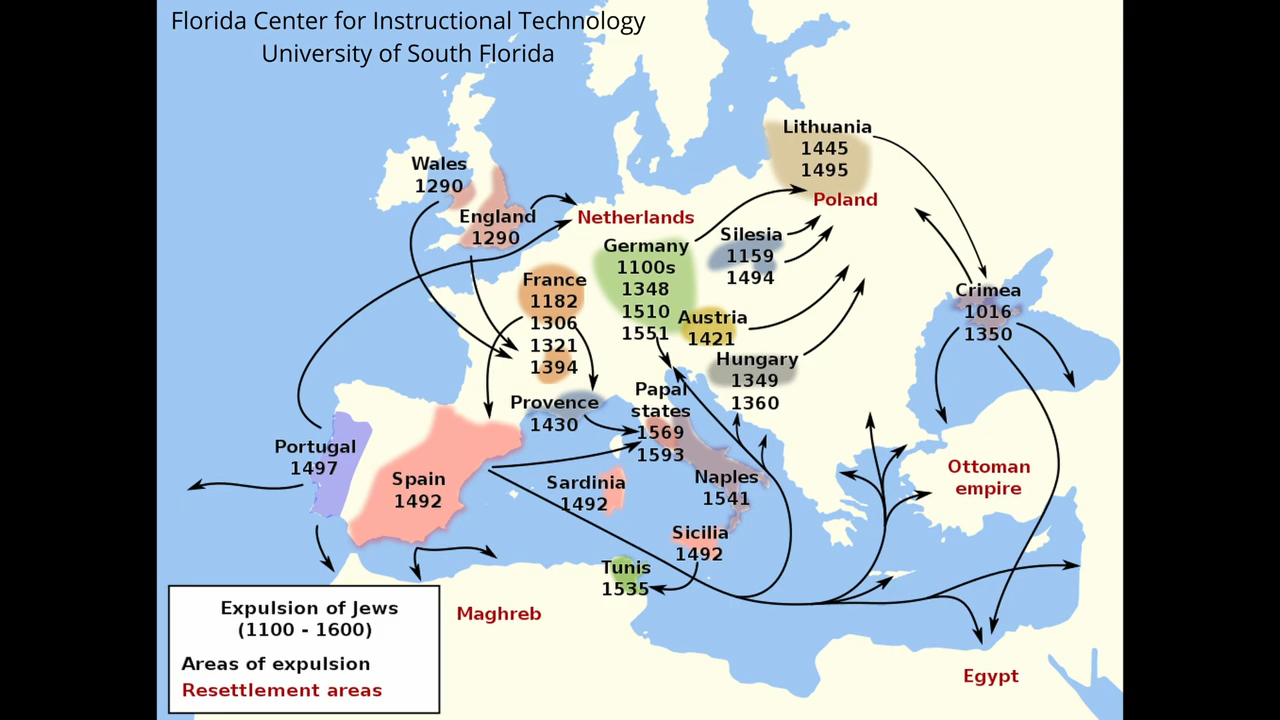 Florida Center for Instructional Technology
University of South Florida
Lithuania
1445
1495
Wales
1290
Poland
England
1290
Netherlands
Silesia
1159
1494
Germany
1100s
1348
1510
1551
France
1182
1306
1321
1394
Austria
1421
Crimea
1016
1350
Hungary
1349
1360
Provence
1430
Papal
states
1569
1593
Portugal
1497
Spain
1492
Sardinia
1492
Naples
1541
Ottoman
empire
Sicilia
1492
Tunis
1535
Maghreb
Egypt
Expulsion of Jews
(1100 - 1600)
Areas of expulsion
Resettlement areas